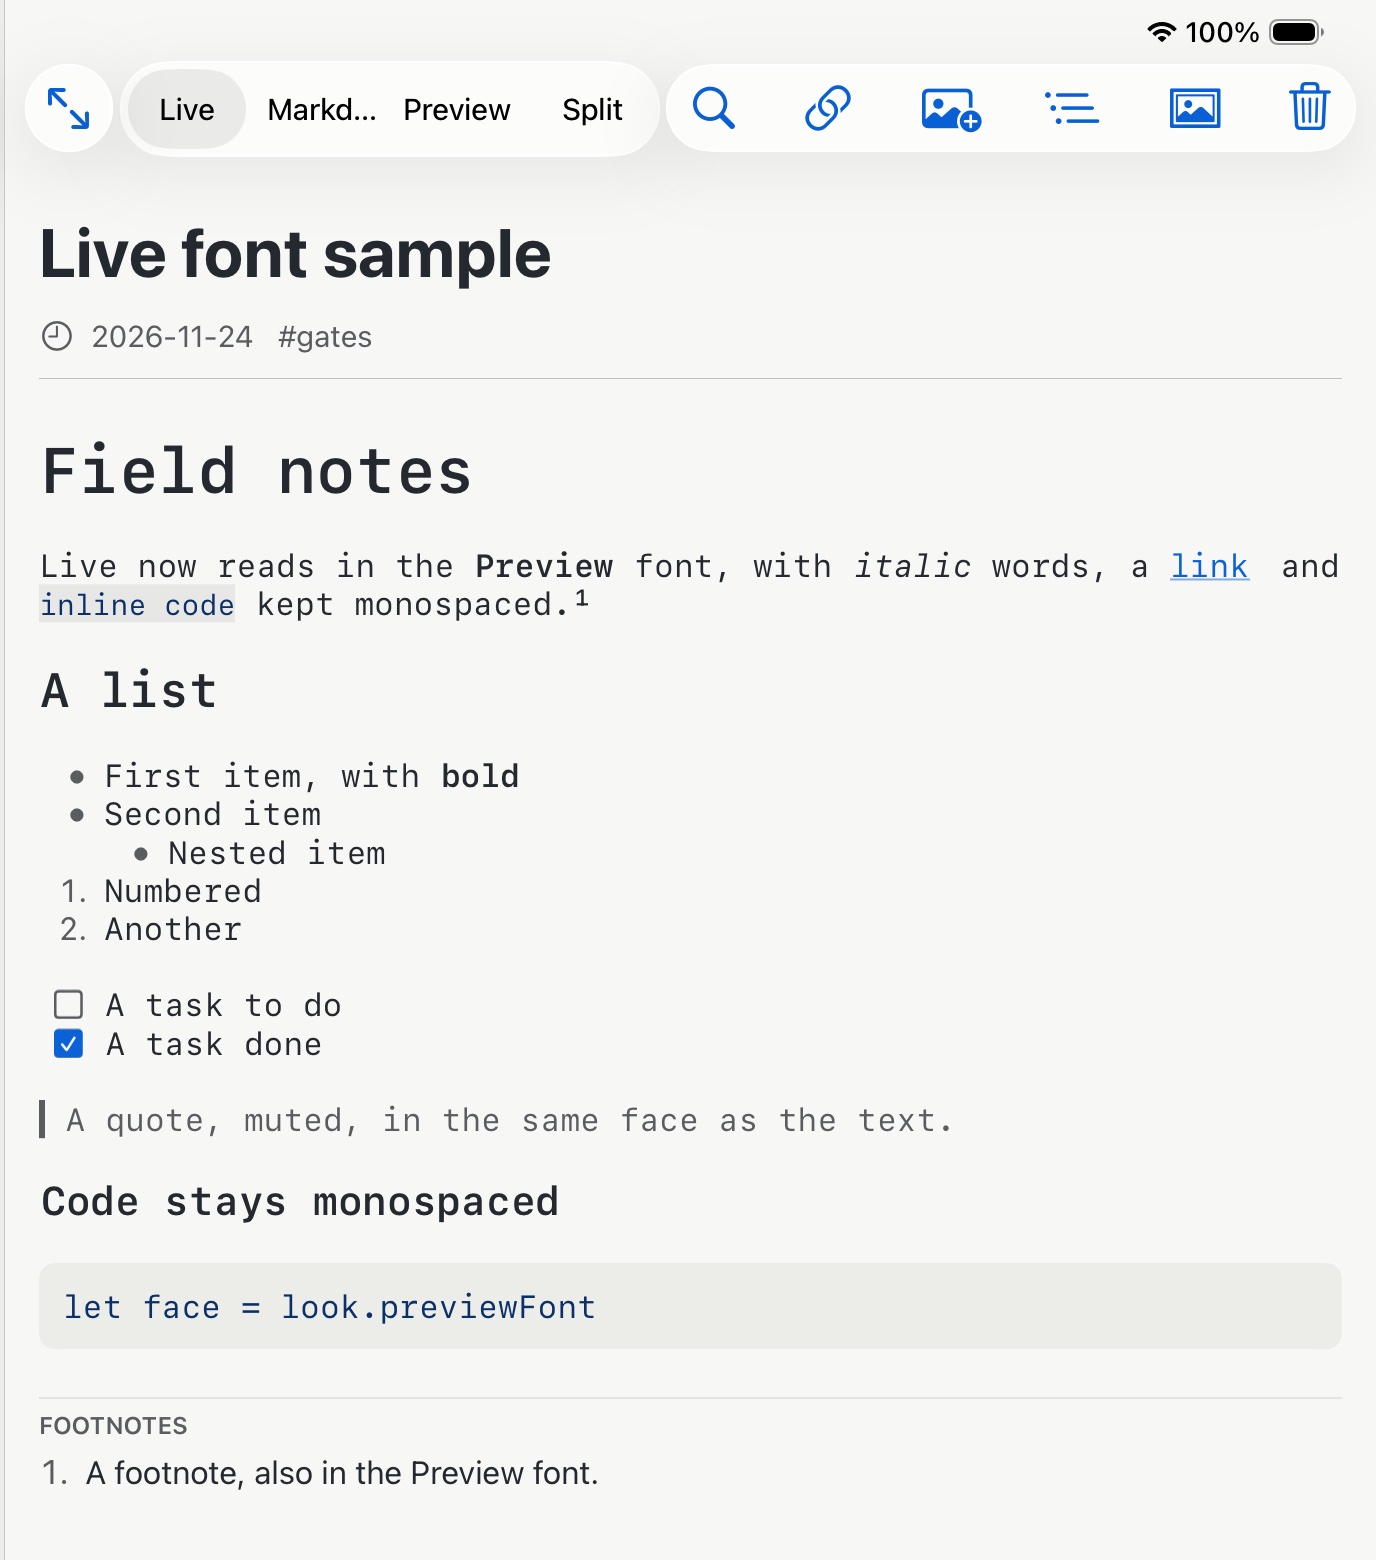 100%
Live Markd... Preview Split
Live font sample
2026-11-24 #gates
Field notes
Live now reads in the Preview font, with italic words, a link and
inline code kept monospaced.¹
A list
• First item, with bold
• Second item
• Nested item
1. Numbered
2. Another
A task to do
A task done
A quote, muted, in the same face as the text.
Code stays monospaced
let face = look.previewFont
FOOTNOTES
1. A footnote, also in the Preview font.